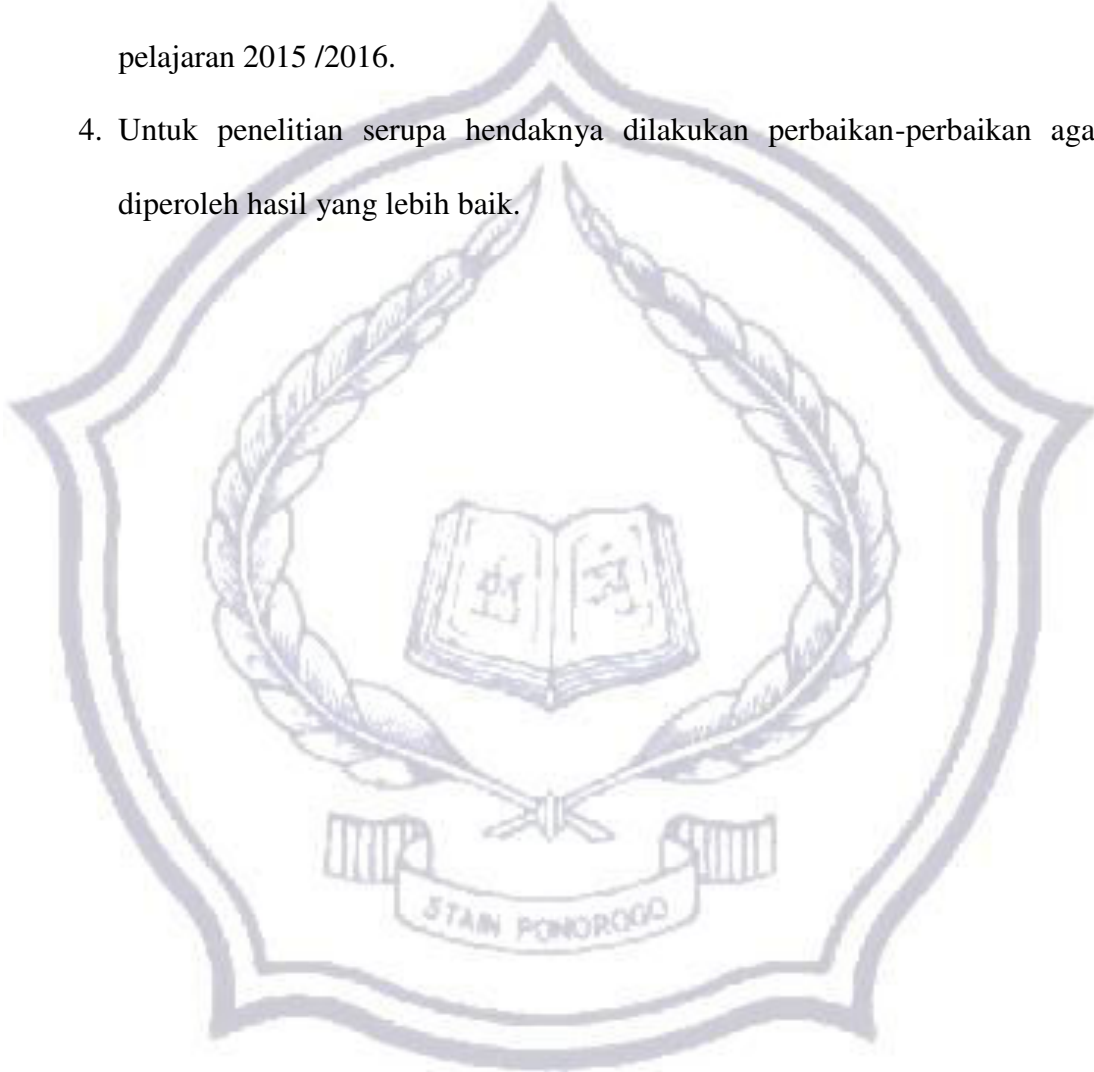 pelajaran 2015 /2016.
4. Untuk penelitian serupa hendaknya dilakukan perbaikan-perbaikan aga
diperoleh hasil yang lebih baik.
STAIN PONOROGO